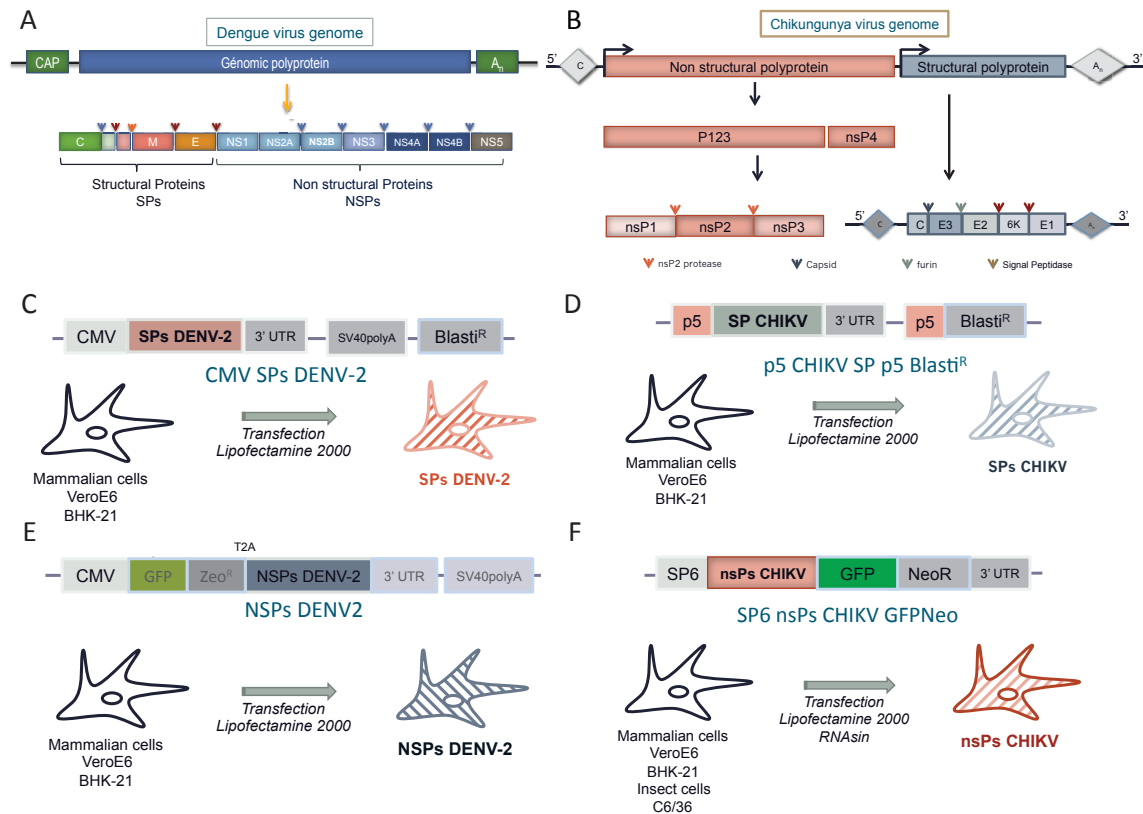 A
Dengue virus genome
CAP
Génomic polyprotein
An
C
M
E
NS1
NS2A
NS2B
NS3
NS4A
NS4B
NS5
Structural Proteins
SPs
Non structural Proteins
NSPs
B
Chikungunya virus genome
5’
C
Non structural polyprotein
Structural polyprotein
An
3’
P123
nsP4
nsP1
nsP2
nsP3
5’
C
C
E3
E2
6K
E1
An
3’
nsP2 protease
Capsid
furin
Signal Peptidase
C
CMV
SPs DENV-2
3’ UTR
SV40polyA
BlastiR
CMV SPs DENV-2
Transfection
Lipofectamine 2000
Mammalian cells
VeroE6
BHK-21
SPs DENV-2
D
p5
SP CHIKV
3’ UTR
p5
BlastiR
p5 CHIKV SP p5 BlastiR
Transfection
Lipofectamine 2000
Mammalian cells
VeroE6
BHK-21
SPs CHIKV
E
T2A
CMV
GFP
ZeoR
NSPs DENV-2
3’ UTR
SV40polyA
NSPs DENV2
Transfection
Lipofectamine 2000
Mammalian cells
VeroE6
BHK-21
NSPs DENV-2
F
SP6
nsPs CHIKV
GFP
NeoR
3’ UTR
SP6 nsPs CHIKV GFPNeo
Transfection
Lipofectamine 2000
RNAsin
Mammalian cells
VeroE6
BHK-21
Insect cells
C6/36
nsPs CHIKV